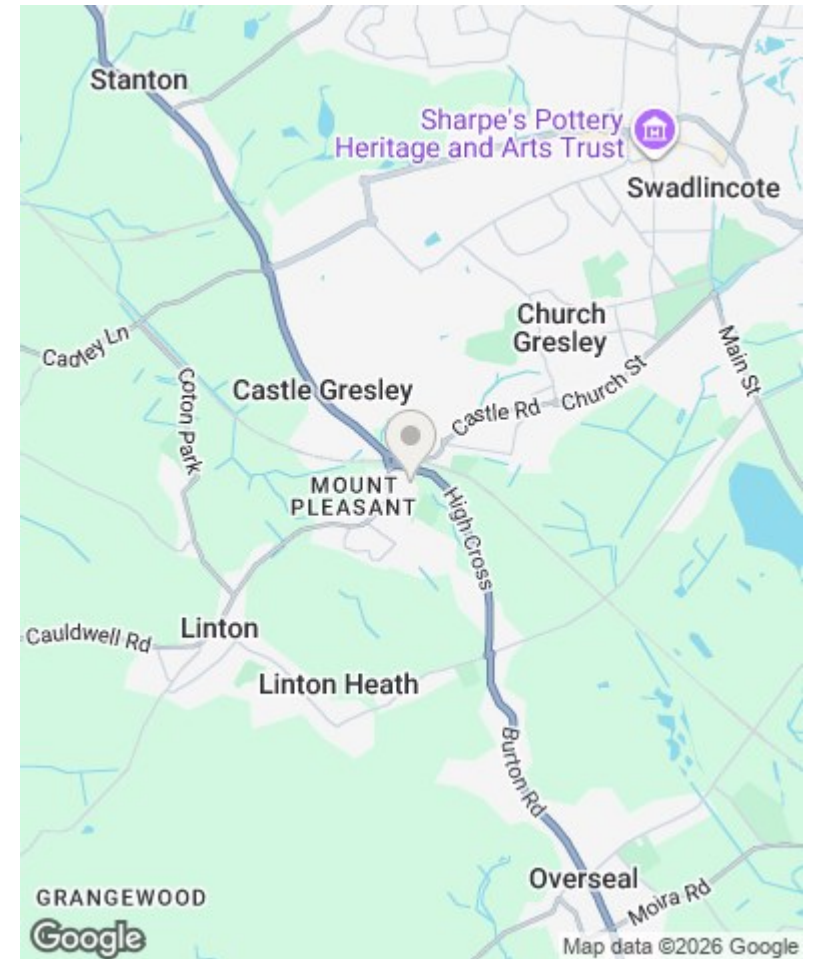 Stanton
Sharpe's Pottery
Heritage and Arts Trust
Swadlincote
Church
Gresley
Cadley Ln
Main St
Coton Park
Castle Gresley
Castle Rd
Church St
MOUNT
PLEASANT
High Cross
Cauldwell Rd
Linton
Linton Heath
Burton Rd
Overseal
Moira Rd
GRANGEWOOD
Google
Map data ©2026 Google